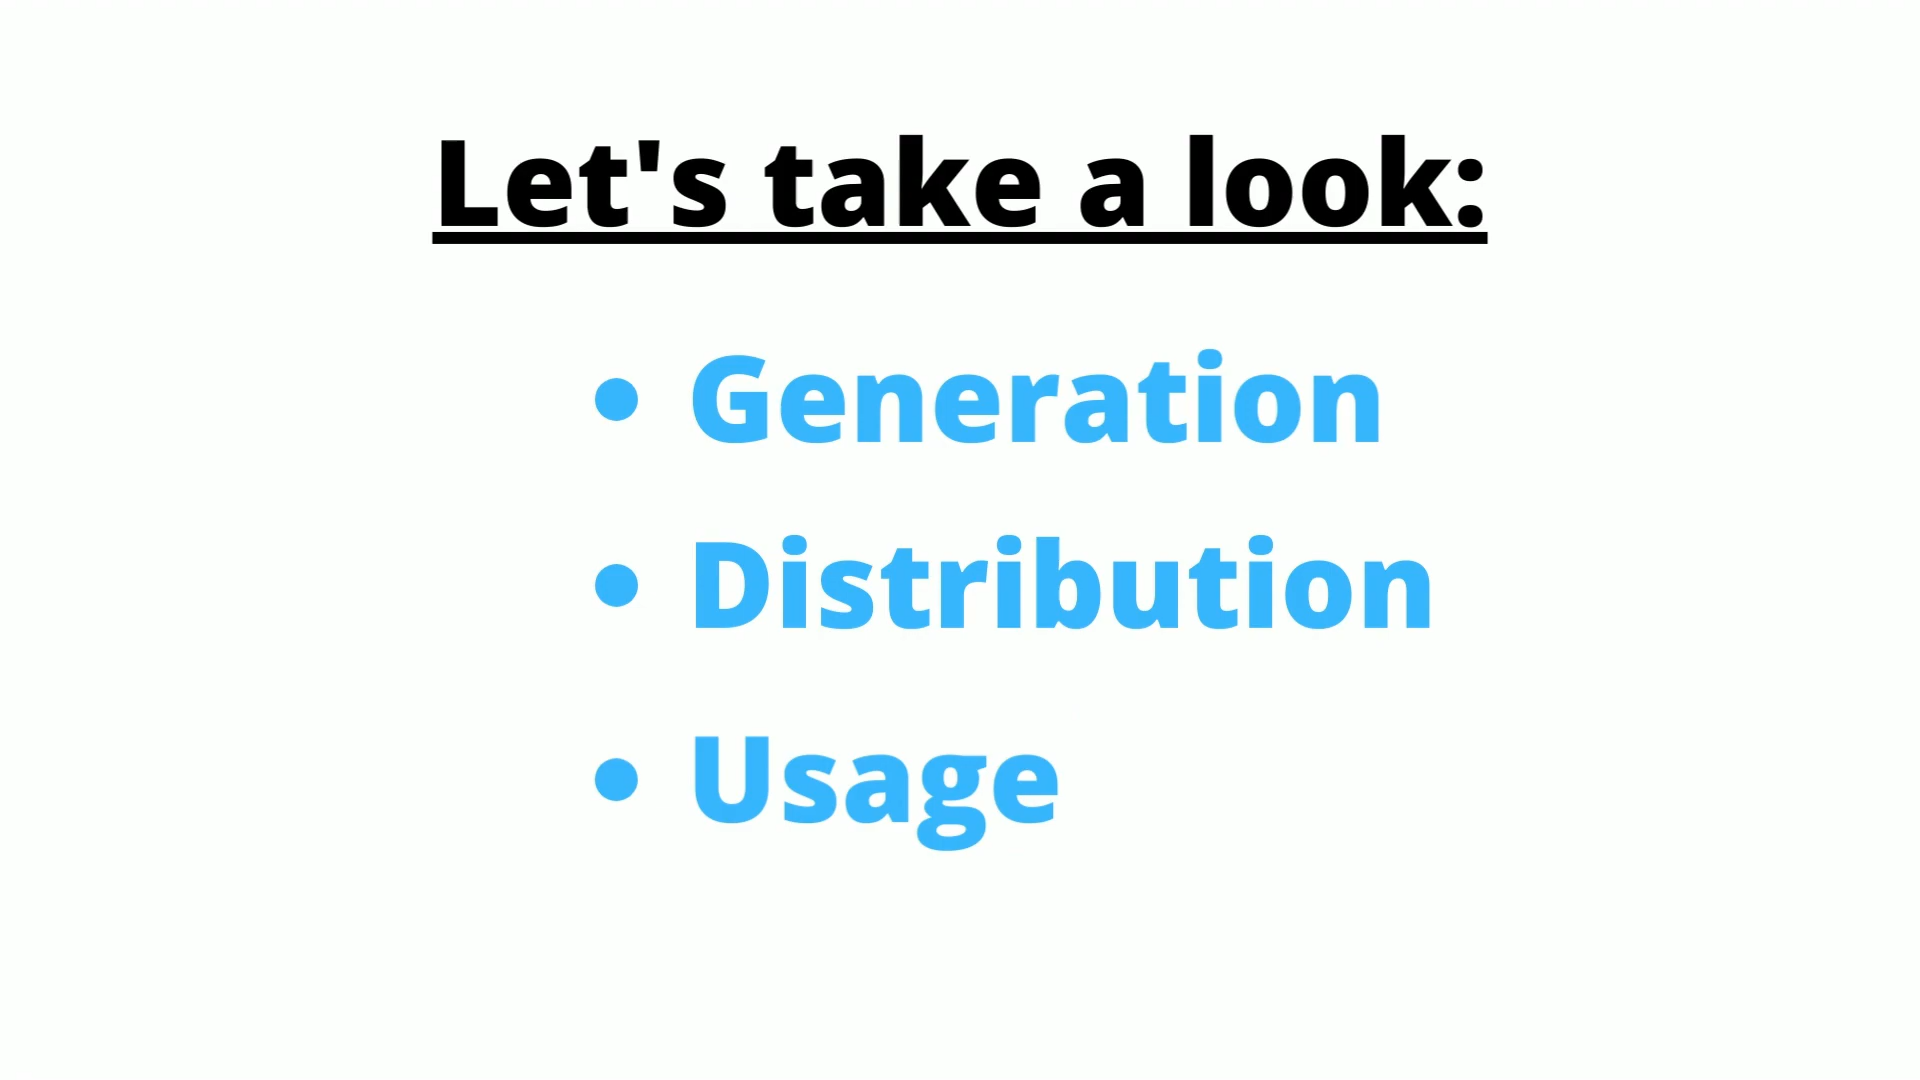 Let's take a look:
• Generation
• Distribution
• Usage